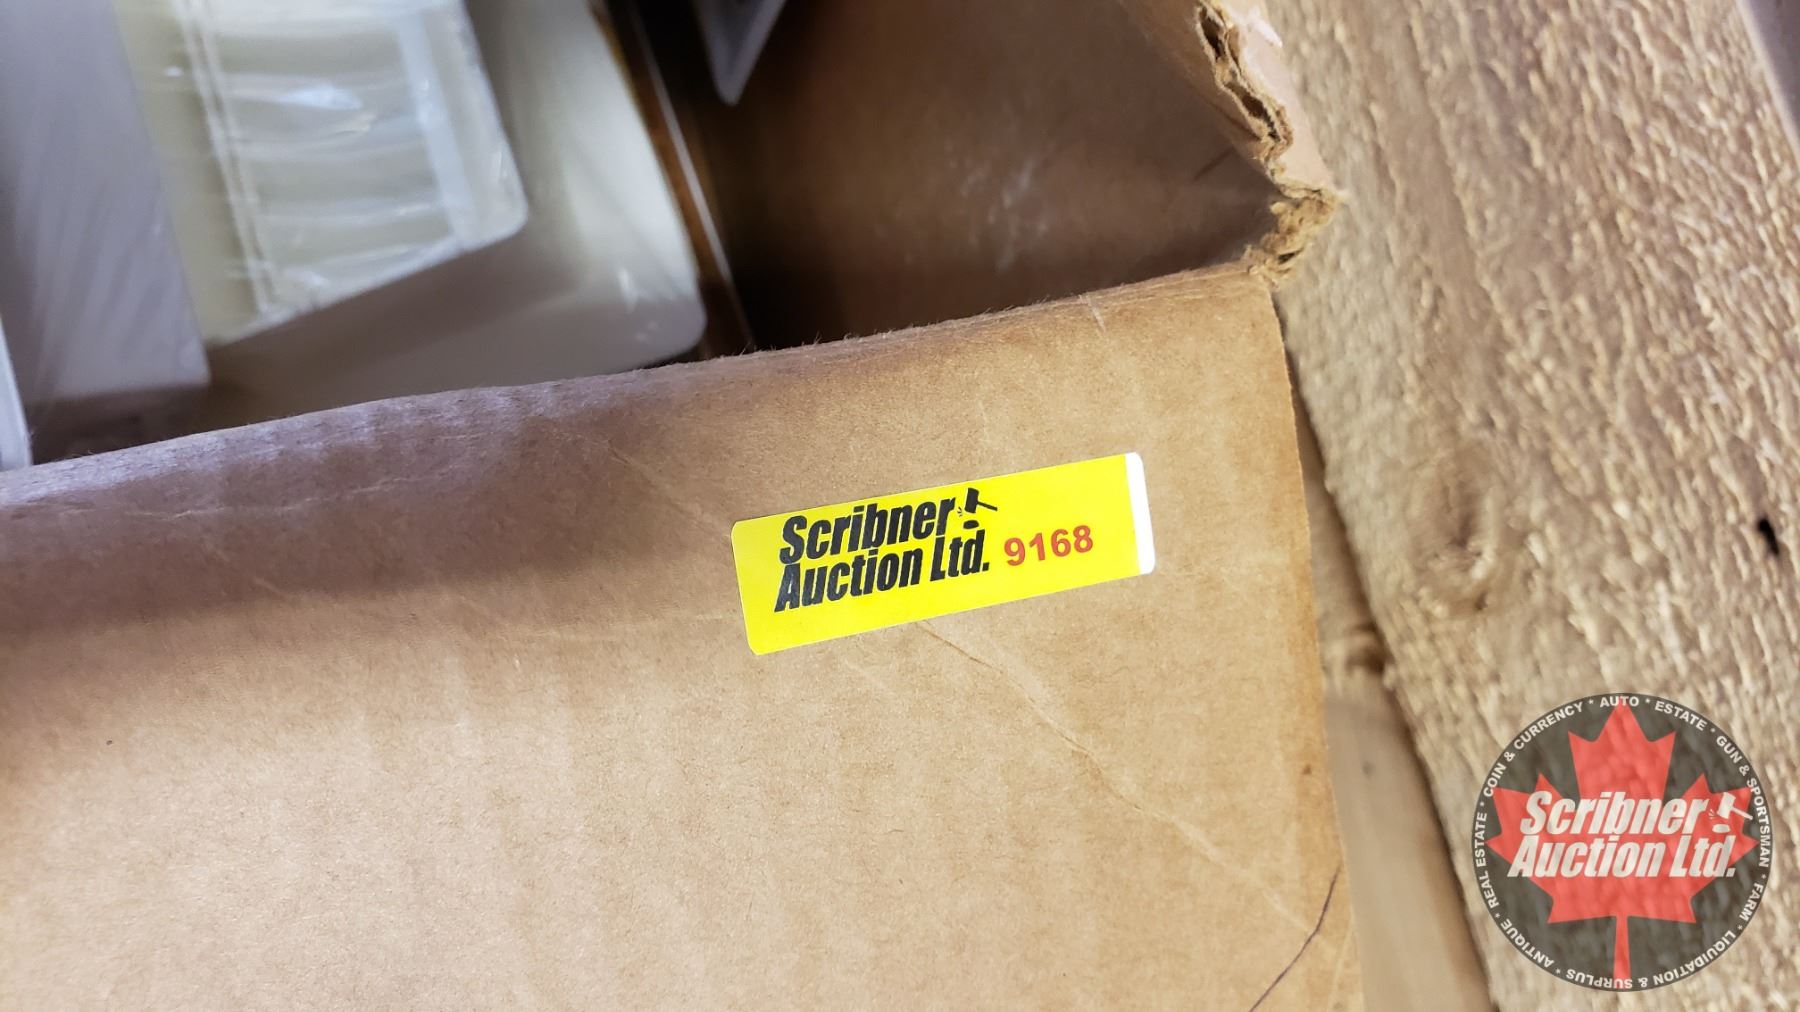 Scribner
Auction Ltd. 9168
COIN & CURRENCY * AUTO * ESTATE * GUN & SPORTSMAN * FARM * LIQUIDATION & SURPLUS * ANTIQUE * REAL ESTATE *
Scribner
Auction Ltd.